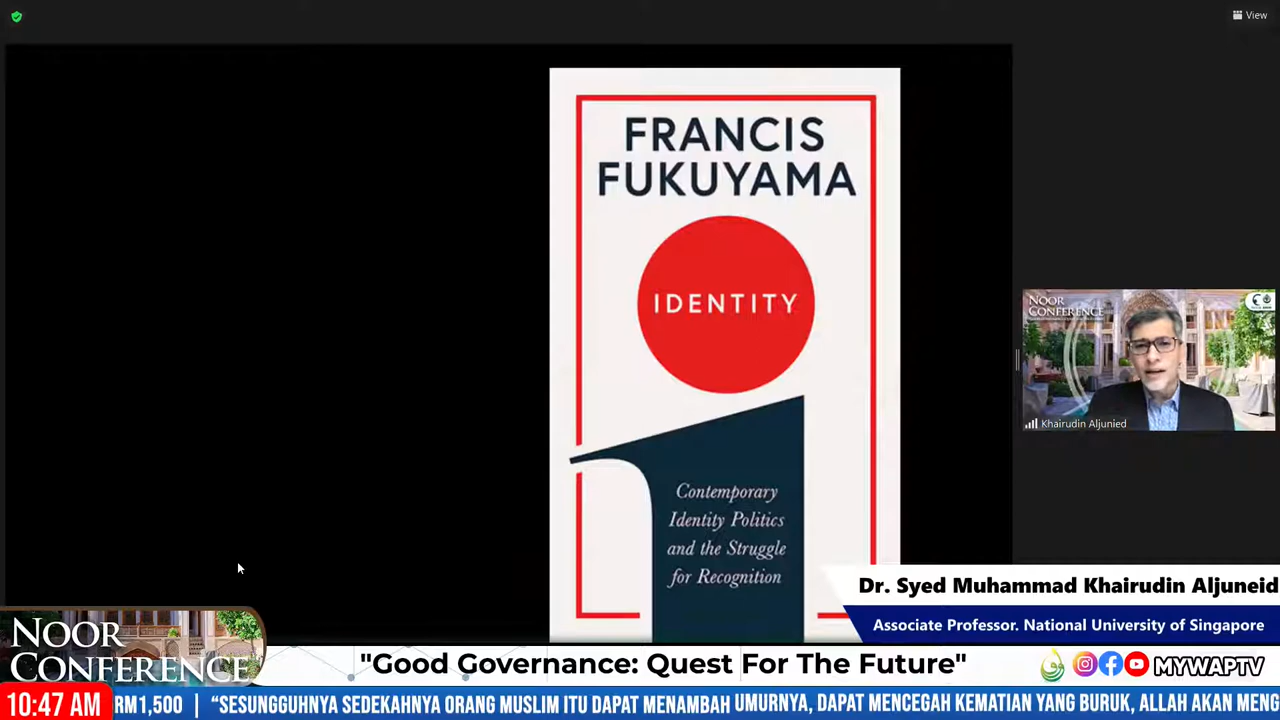 View
FRANCIS
FUKUYAMA
IDENTITY
Contemporary
Identity Politics
and the Struggle
for Recognition
NOOR
CONFERENCE
Khairudin Aljunied
Dr. Syed Muhammad Khairudin Aljuneid
Associate Professor. National University of Singapore
NOOR
CONFERENCE
"Good Governance: Quest For The Future"
MYWAPTV
10:47 AM
RM1,500 | “SESUNGGUHNYA SEDEKAHNYA ORANG MUSLIM ITU DAPAT MENAMBAH UMURNYA, DAPAT MENCEGAH KEMATIAN YANG BURUK, ALLAH AKAN MENG